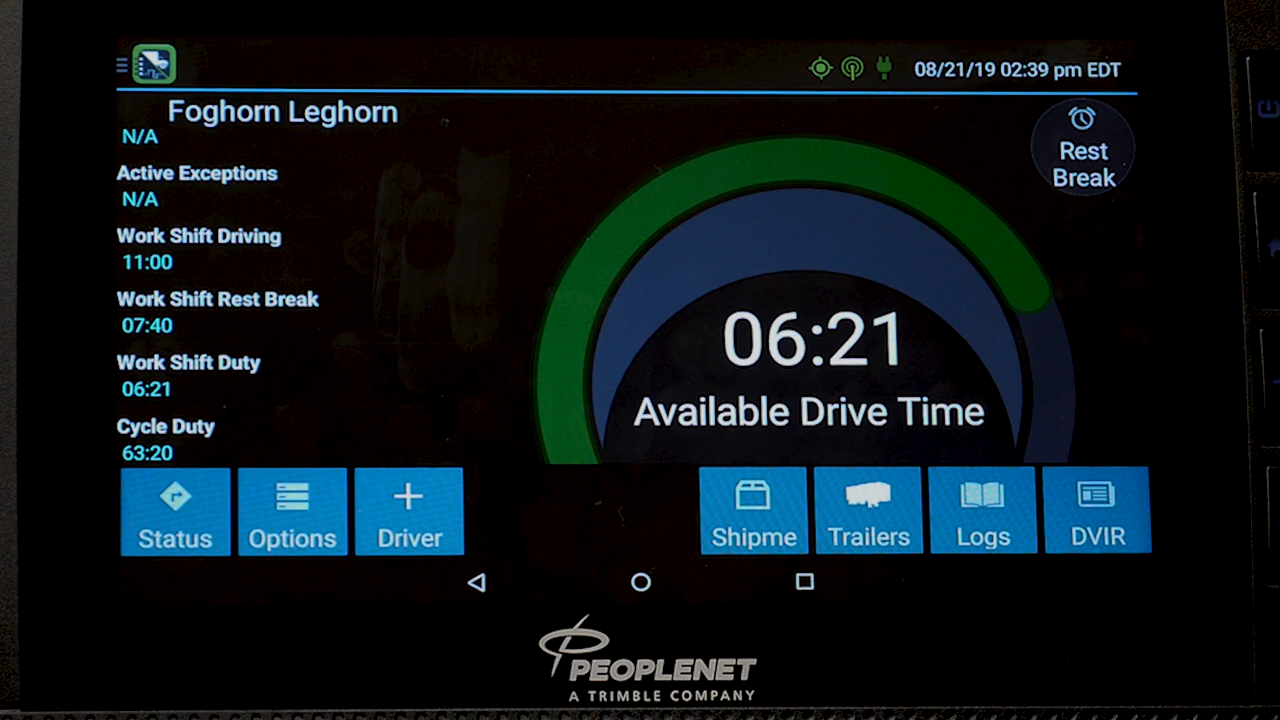 08/21/19 02:39 pm EDT
Foghorn Leghorn
N/A
Active Exceptions
N/A
Work Shift Driving
11:00
Work Shift Rest Break
07:40
Work Shift Duty
06:21
Cycle Duty
63:20
Rest
Break
06:21
Available Drive Time
Status
Options
Driver
Shipme
Trailers
Logs
DVIR
PEOPLENET
A TRIMBLE COMPANY